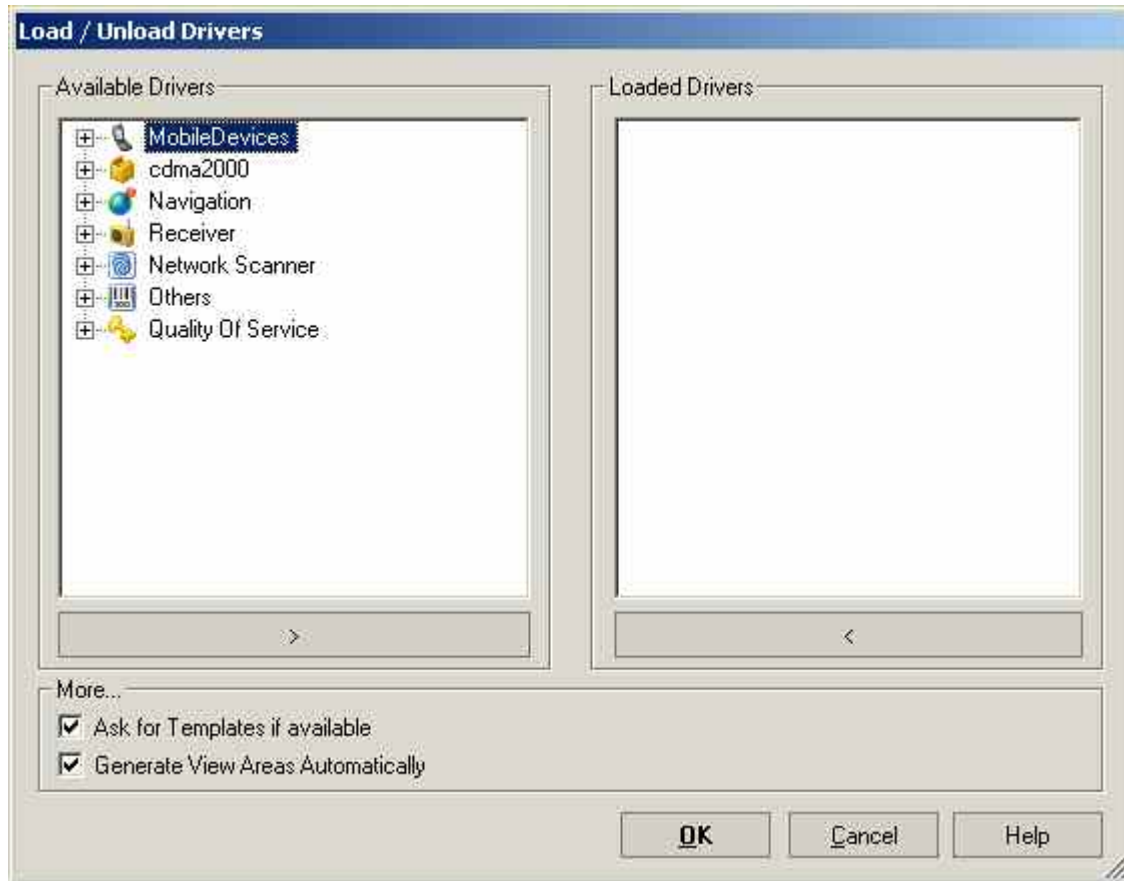 Load / Unload Drivers
Available Drivers
MobileDevices
cdma2000
Navigation
Receiver
Network Scanner
Others
Quality Of Service
>
Loaded Drivers
<
More...
Ask for Templates if available
Generate View Areas Automatically
OK
Cancel
Help